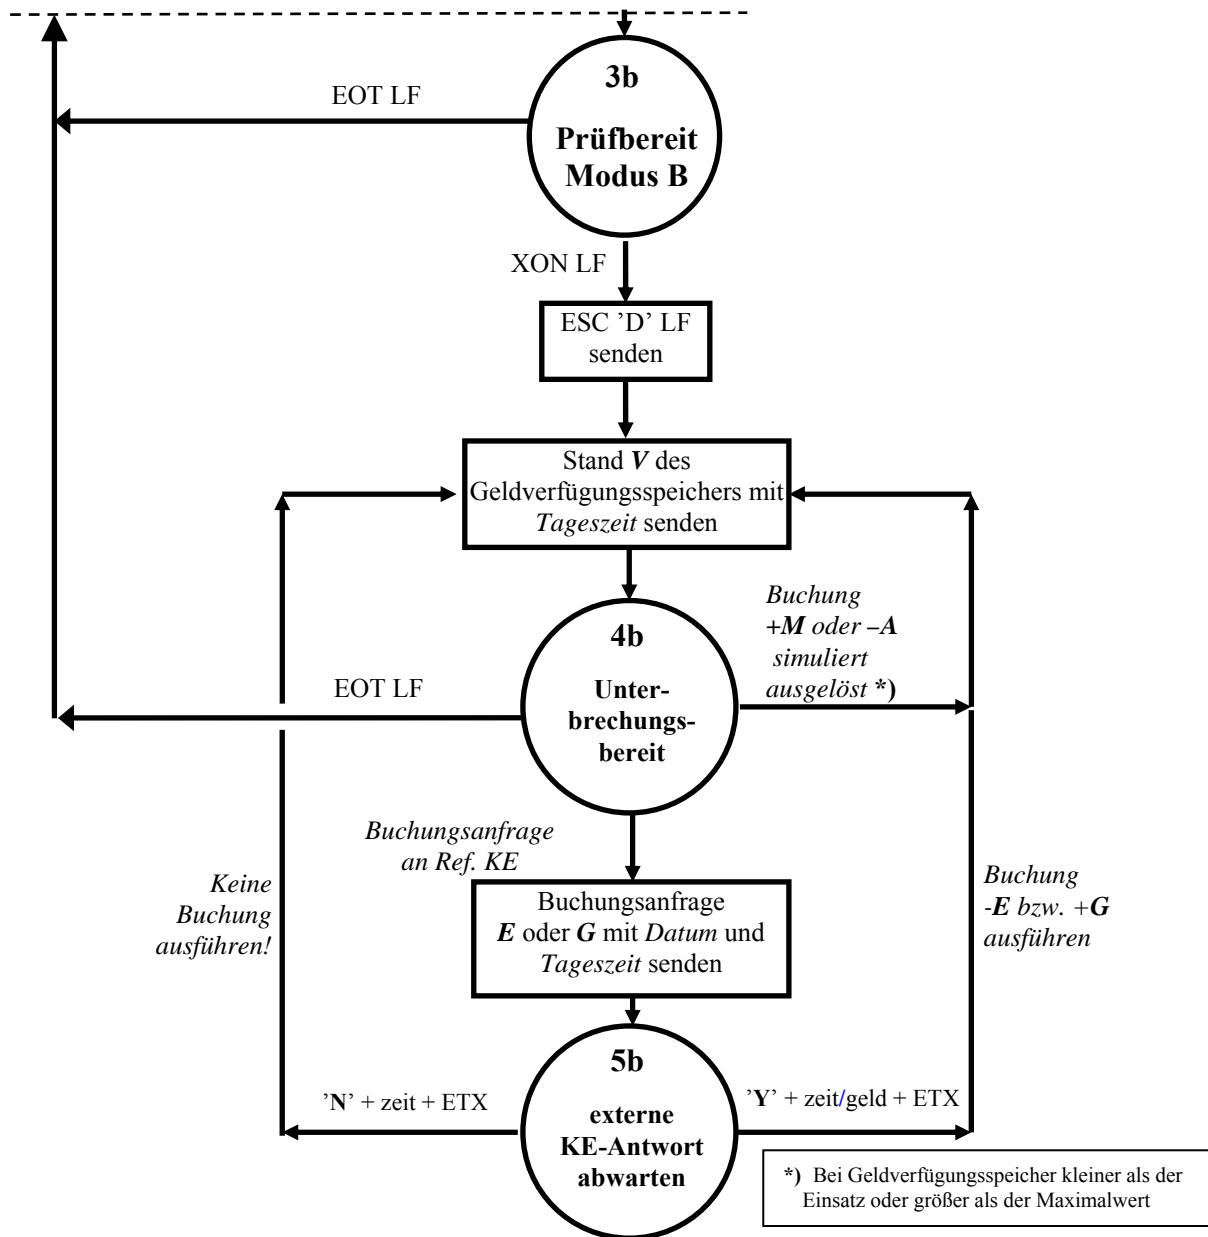 3b
Prüfbereit
Modus B
EOT LF
XON LF
ESC ’D’ LF
senden
Stand V des
Geldverfügungsspeichers mit
Tageszeit senden
4b
Unter-
brechungs-
bereit
EOT LF
Buchung
+M oder –A
simuliert
ausgelöst *)
Buchungsanfrage
an Ref. KE
Keine
Buchung
ausführen!
Buchungsanfrage
E oder G mit Datum und
Tageszeit senden
Buchung
-E bzw. +G
ausführen
5b
externe
KE-Antwort
abwarten
’N’ + zeit + ETX
’Y’ + zeit/geld + ETX
*) Bei Geldverfügungsspeicher kleiner als der
Einsatz oder größer als der Maximalwert